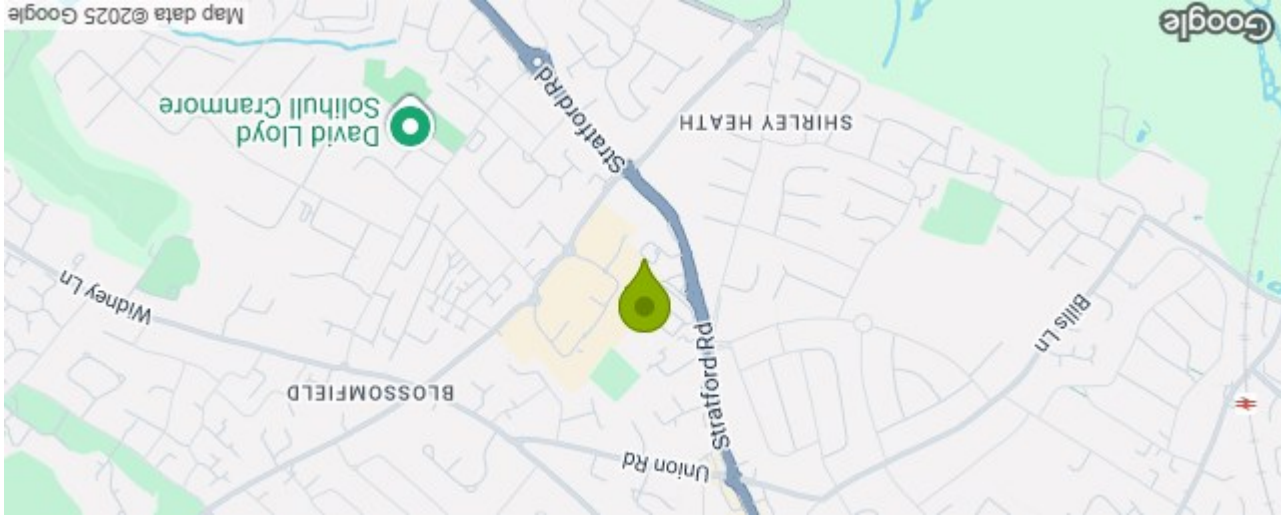 Union Rd
Stratford Rd
BLOSSOMFIELD
Bills Ln
Widney Ln
SHIRLEY HEATH
David Lloyd
Solihull Cranmore
Stratford Rd
Google
Map data ©2025 Google